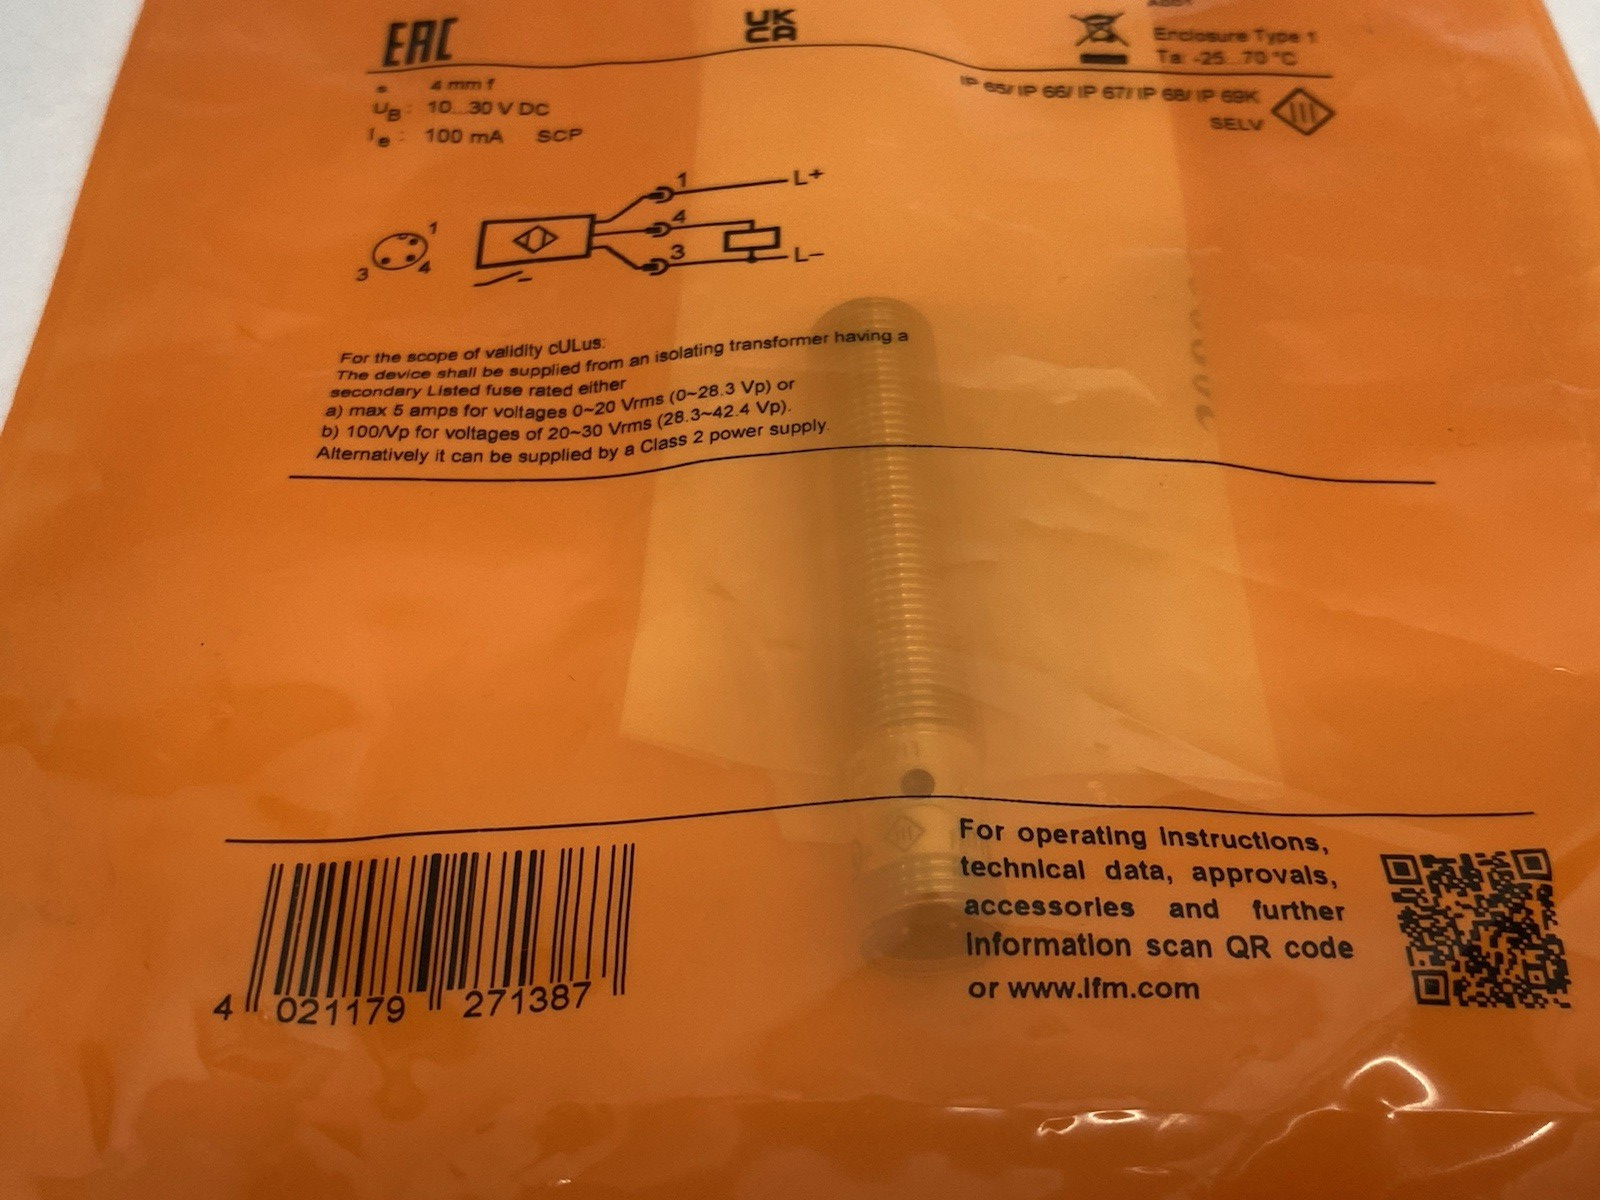 EAC
UK
CA
Enclosure Type 1
Ta: -25...70 °C
4 mm f
UB: 10...30 V DC
Ie: 100 mA SCP
IP 65/ IP 66/ IP 67/ IP 68/ IP 69K
SELV
1
L+
4
3
L-
1
3
4
For the scope of validity cULus:
The device shall be supplied from an isolating transformer having a
secondary Listed fuse rated either
a) max 5 amps for voltages 0~20 Vrms (0~28.3 Vp) or
b) 100/Vp for voltages of 20~30 Vrms (28.3~42.4 Vp).
Alternatively it can be supplied by a Class 2 power supply.
4 021179 271387
For operating instructions,
technical data, approvals,
accessories and further
information scan QR code
or www.ifm.com